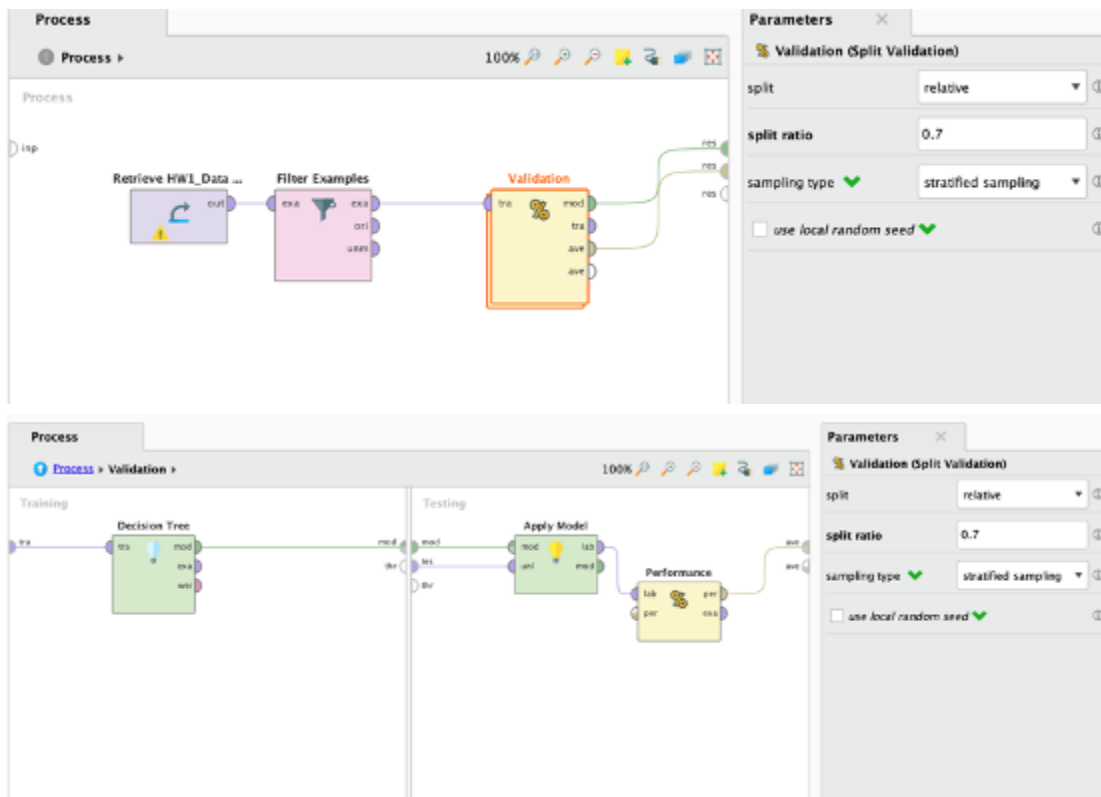 Process
Process
100%
Process
inp
res
res
res
Retrieve HW1_Data ...
out
Filter Examples
exa
exa
ori
unm
Validation
tra
mod
tra
ave
ave
Parameters
Validation (Split Validation)
split
relative
split ratio
0.7
sampling type
stratified sampling
use local random seed
Process
Process Validation
100%
Training
Testing
tra
Decision Tree
tra
mod
exa
wei
mod
thr
mod
tes
thr
Apply Model
mod
lab
unl
mod
Performance
lab
per
per
exa
ave
ave
Parameters
Validation (Split Validation)
split
relative
split ratio
0.7
sampling type
stratified sampling
use local random seed